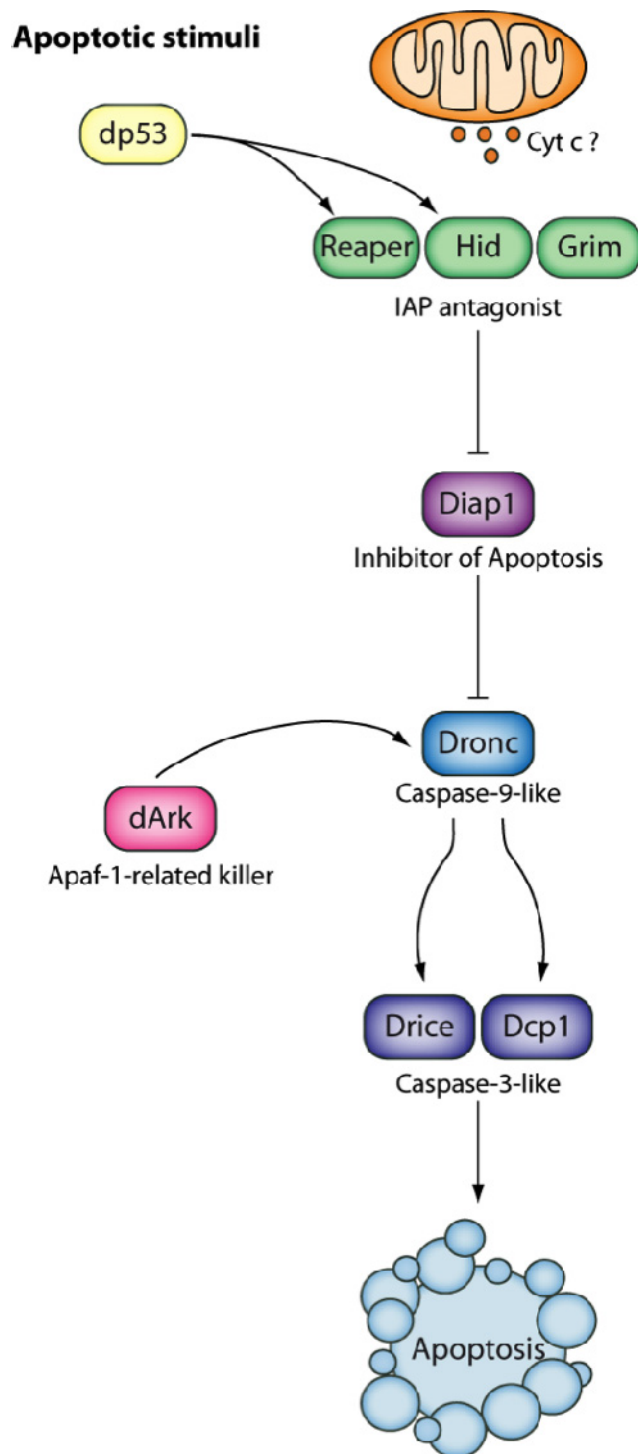 Apoptotic stimuli
dp53
Cyt c ?
Reaper
Hid
Grim
IAP antagonist
Diap1
Inhibitor of Apoptosis
Dronc
Caspase-9-like
dArk
Apaf-1-related killer
Drice
Dcp1
Caspase-3-like
Apoptosis